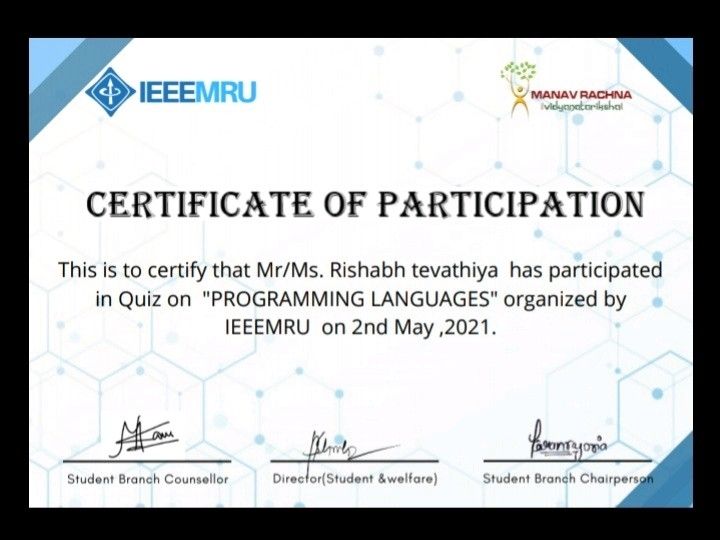 IEEEMRU
MANAV RACHNA
vidyanatariksha
CERTIFICATE OF PARTICIPATION
This is to certify that Mr/Ms. Rishabh tevathiya has participated
in Quiz on "PROGRAMMING LANGUAGES" organized by
IEEEMRU on 2nd May ,2021.
Student Branch Counsellor
Director(Student &welfare)
Student Branch Chairperson